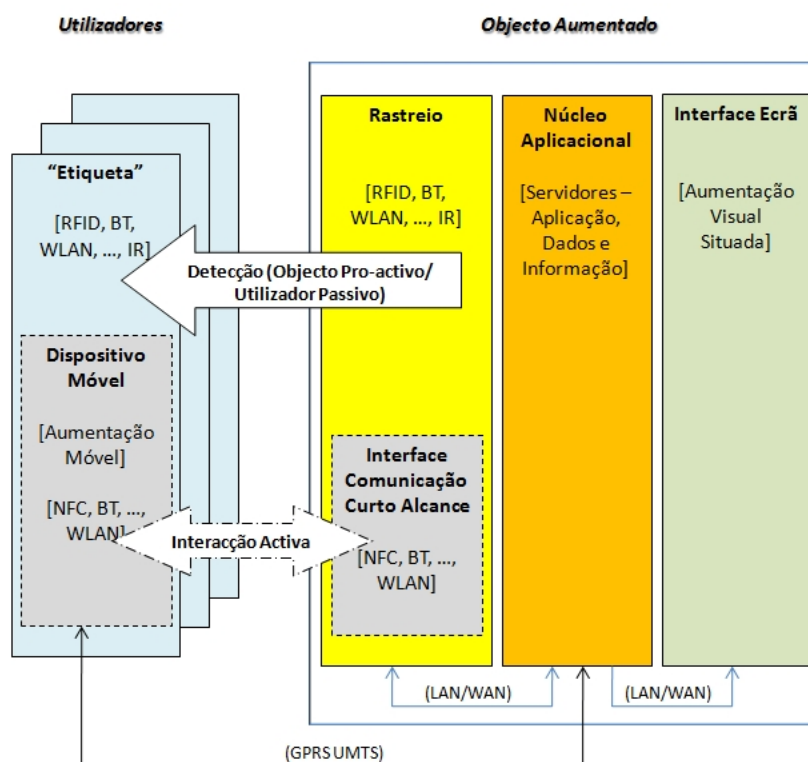 Utilizadores
Objecto Aumentado
"Etiqueta"
[RFID, BT,
WLAN, ..., IR]
Dispositivo
Móvel
[Aumentação
Móvel]
[NFC, BT, ...,
WLAN]
Detecção (Objecto Pro-activo/
Utilizador Passivo)
Interacção Activa
Rastreio
[RFID, BT,
WLAN, ..., IR]
Interface
Comunicação
Curto Alcance
[NFC, BT, ...,
WLAN]
Núcleo
Aplicacional
[Servidores –
Aplicação,
Dados e
Informação]
Interface Ecrã
[Aumentação
Visual
Situada]
(LAN/WAN)
(LAN/WAN)
(GPRS UMTS)